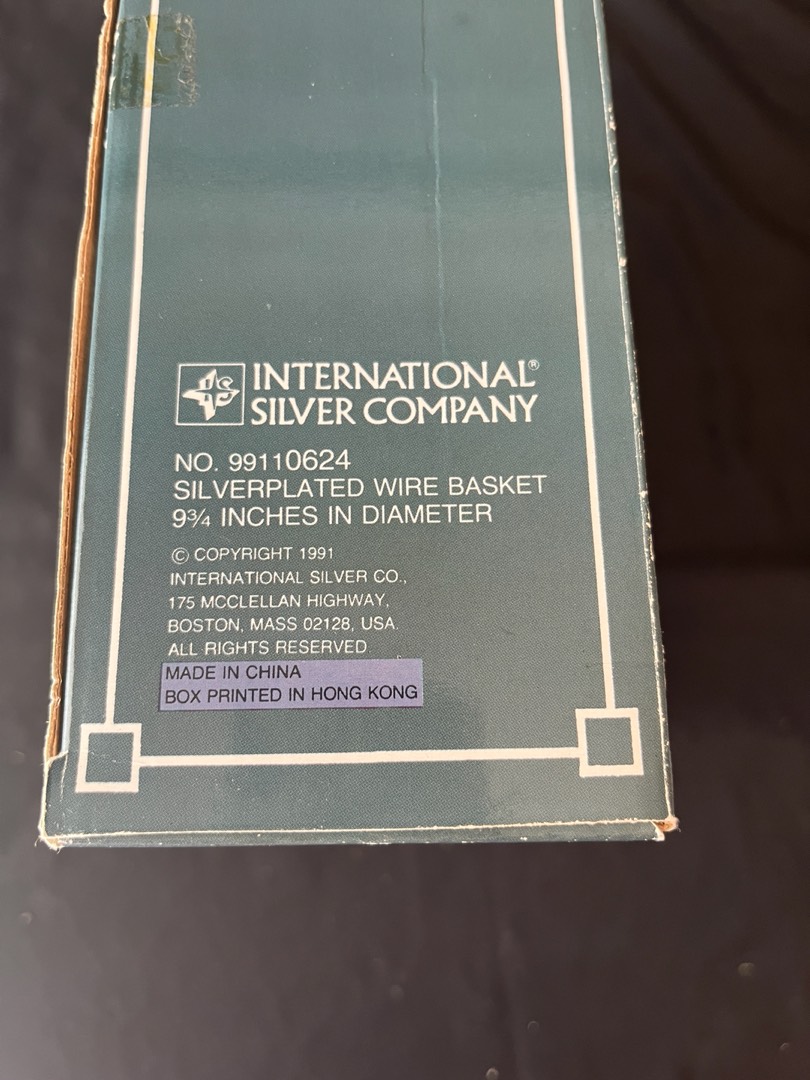 IS
INTERNATIONAL®
SILVER COMPANY
NO. 99110624
SILVERPLATED WIRE BASKET
9¾ INCHES IN DIAMETER
© COPYRIGHT 1991
INTERNATIONAL SILVER CO.,
175 MCCLELLAN HIGHWAY,
BOSTON, MASS 02128, USA.
ALL RIGHTS RESERVED
MADE IN CHINA
BOX PRINTED IN HONG KONG